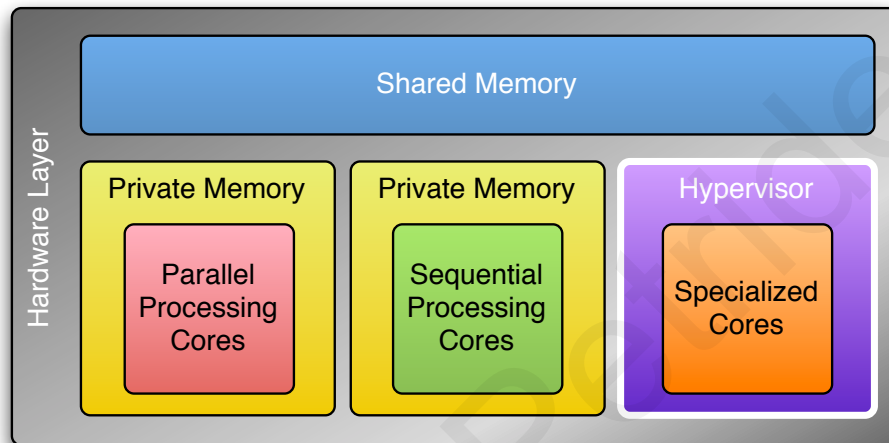 Hardware Layer
Shared Memory
Private Memory
Parallel
Processing
Cores
Private Memory
Sequential
Processing
Cores
Hypervisor
Specialized
Cores